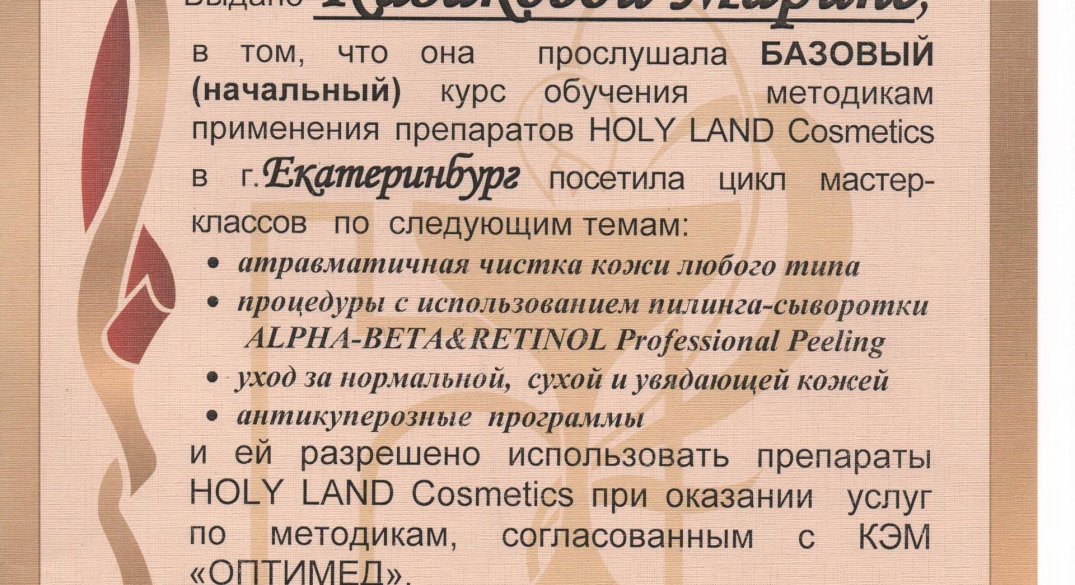 Выдано
в том, что она прослушала БАЗОВЫЙ
(начальный) курс обучения методикам
применения препаратов HOLY LAND Cosmetics
в г.Екатеринбург посетила цикл мастер-
классов по следующим темам:
• атравматичная чистка кожи любого типа
• процедуры с использованием пилинга-сыворотки
ALPHA-BETA&RETINOL Professional Peeling
• уход за нормальной, сухой и увядающей кожей
• антикуперозные программы
и ей разрешено использовать препараты
HOLY LAND Cosmetics при оказании услуг
по методикам, согласованным с КЭМ
«ОПТИМЕД».